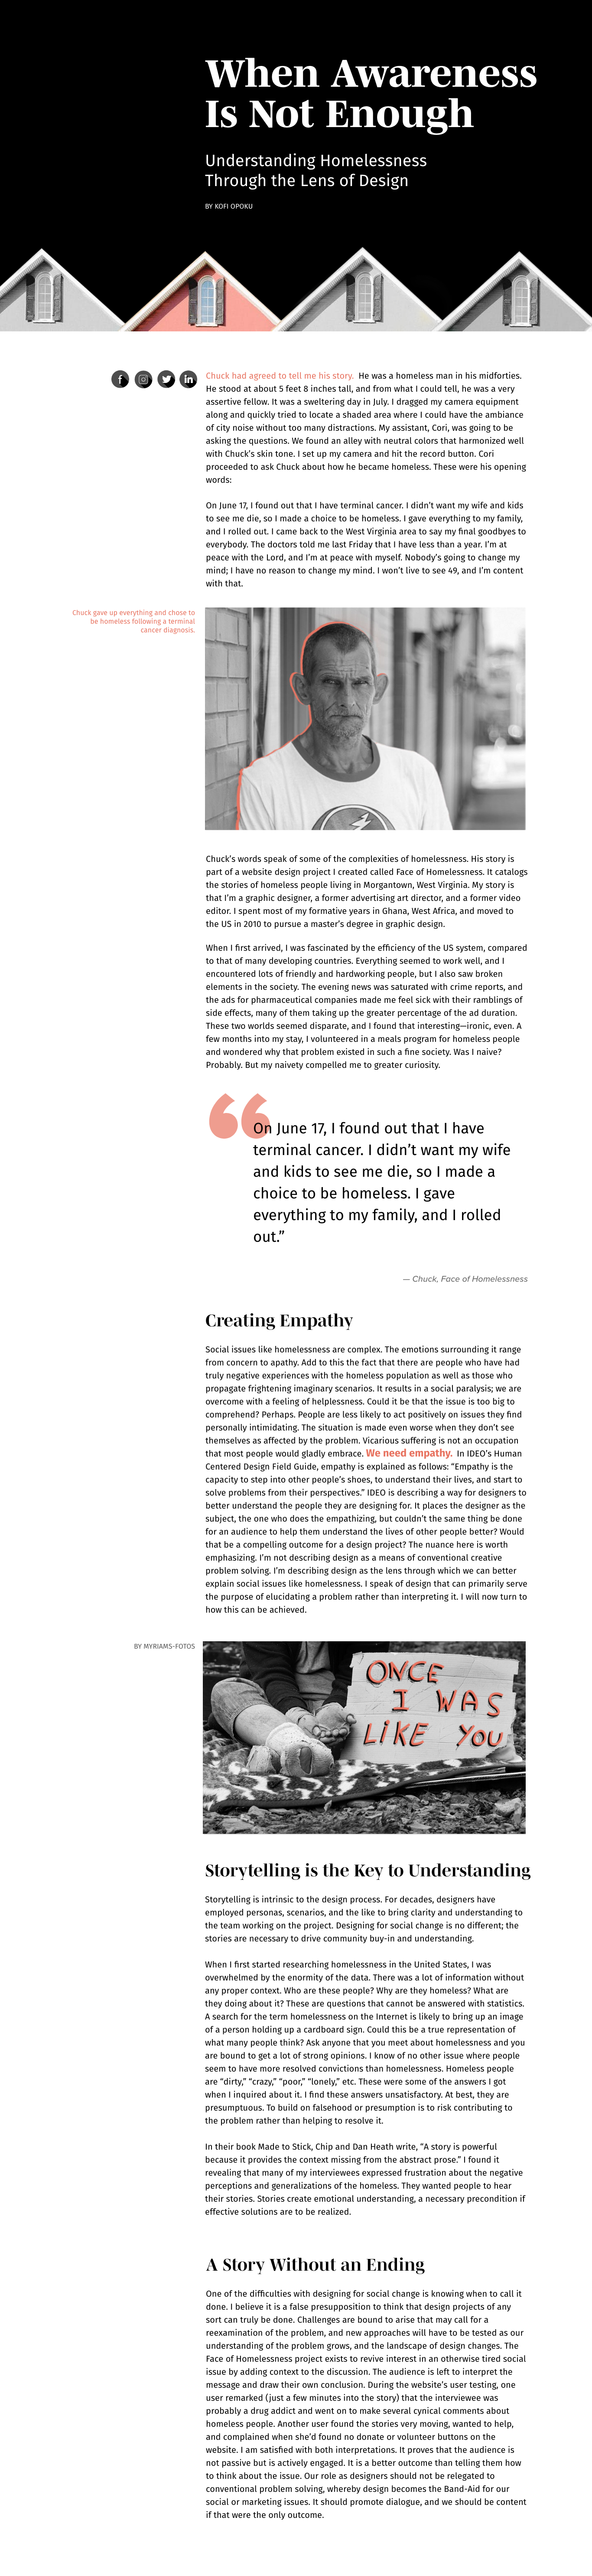 When Awareness
Is Not Enough
Understanding Homelessness
Through the Lens of Design
BY KOFI OPOKU
Chuck had agreed to tell me his story. He was a homeless man in his midforties.
He stood at about 5 feet 8 inches tall, and from what I could tell, he was a very
assertive fellow. It was a sweltering day in July. I dragged my camera equipment
along and quickly tried to locate a shaded area where I could have the ambiance
of city noise without too many distractions. My assistant, Cori, was going to be
asking the questions. We found an alley with neutral colors that harmonized well
with Chuck's skin tone. I set up my camera and hit the record button. Cori
proceeded to ask Chuck about how he became homeless. These were his opening
words:
On June 17, I found out that I have terminal cancer. I didn't want my wife and kids
to see me die, so I made a choice to be homeless. I gave everything to my family,
and I rolled out. I came back to the West Virginia area to say my final goodbyes to
everybody. The doctors told me last Friday that I have less than a year. I'm at
peace with the Lord, and I'm at peace with myself. Nobody's going to change my
mind; I have no reason to change my mind. I won't live to see 49, and I'm content
with that.
Chuck gave up everything and chose to
be homeless following a terminal
cancer diagnosis.
Chuck's words speak of some of the complexities of homelessness. His story is
part of a website design project I created called Face of Homelessness. It catalogs
the stories of homeless people living in Morgantown, West Virginia. My story is
that I'm a graphic designer, a former advertising art director, and a former video
editor. I spent most of my formative years in Ghana, West Africa, and moved to
the US in 2010 to pursue a master's degree in graphic design.
When I first arrived, I was fascinated by the efficiency of the US system, compared
to that of many developing countries. Everything seemed to work well, and I
encountered lots of friendly and hardworking people, but I also saw broken
elements in the society. The evening news was saturated with crime reports, and
the ads for pharmaceutical companies made me feel sick with their ramblings of
side effects, many of them taking up the greater percentage of the ad duration.
These two worlds seemed disparate, and I found that interesting—ironic, even. A
few months into my stay, I volunteered in a meals program for homeless people
and wondered why that problem existed in such a fine society. Was I naive?
Probably. But my naivety compelled me to greater curiosity.
“
On June 17, I found out that I have
terminal cancer. I didn't want my wife
and kids to see me die, so I made a
choice to be homeless. I gave
everything to my family, and I rolled
out.”
— Chuck, Face of Homelessness
Creating Empathy
Social issues like homelessness are complex. The emotions surrounding it range
from concern to apathy. Add to this the fact that there are people who have had
truly negative experiences with the homeless population as well as those who
propagate frightening imaginary scenarios. It results in a social paralysis; we are
overcome with a feeling of helplessness. Could it be that the issue is too big to
comprehend? Perhaps. People are less likely to act positively on issues they find
personally intimidating. The situation is made even worse when they don't see
themselves as affected by the problem. Vicarious suffering is not an occupation
that most people would gladly embrace. We need empathy. In IDEO's Human
Centered Design Field Guide, empathy is explained as follows: “Empathy is the
capacity to step into other people's shoes, to understand their lives, and start to
solve problems from their perspectives.” IDEO is describing a way for designers to
better understand the people they are designing for. It places the designer as the
subject, the one who does the empathizing, but couldn't the same thing be done
for an audience to help them understand the lives of other people better? Would
that be a compelling outcome for a design project? The nuance here is worth
emphasizing. I'm not describing design as a means of conventional creative
problem solving. I'm describing design as the lens through which we can better
explain social issues like homelessness. I speak of design that can primarily serve
the purpose of elucidating a problem rather than interpreting it. I will now turn to
how this can be achieved.
BY MYRIAMS-FOTOS
ONCE
I WAS
LIKE YOU
Storytelling is the Key to Understanding
Storytelling is intrinsic to the design process. For decades, designers have
employed personas, scenarios, and the like to bring clarity and understanding to
the team working on the project. Designing for social change is no different; the
stories are necessary to drive community buy-in and understanding.
When I first started researching homelessness in the United States, I was
overwhelmed by the enormity of the data. There was a lot of information without
any proper context. Who are these people? Why are they homeless? What are
they doing about it? These are questions that cannot be answered with statistics.
A search for the term homelessness on the Internet is likely to bring up an image
of a person holding up a cardboard sign. Could this be a true representation of
what many people think? Ask anyone that you meet about homelessness and you
are bound to get a lot of strong opinions. I know of no other issue where people
seem to have more resolved convictions than homelessness. Homeless people
are “dirty,” “crazy,” “poor,” “lonely,” etc. These were some of the answers I got
when I inquired about it. I find these answers unsatisfactory. At best, they are
presumptuous. To build on falsehood or presumption is to risk contributing to
the problem rather than helping to resolve it.
In their book Made to Stick, Chip and Dan Heath write, “A story is powerful
because it provides the context missing from the abstract prose.” I found it
revealing that many of my interviewees expressed frustration about the negative
perceptions and generalizations of the homeless. They wanted people to hear
their stories. Stories create emotional understanding, a necessary precondition if
effective solutions are to be realized.
A Story Without an Ending
One of the difficulties with designing for social change is knowing when to call it
done. I believe it is a false presupposition to think that design projects of any
sort can truly be done. Challenges are bound to arise that may call for a
reexamination of the problem, and new approaches will have to be tested as our
understanding of the problem grows, and the landscape of design changes. The
Face of Homelessness project exists to revive interest in an otherwise tired social
issue by adding context to the discussion. The audience is left to interpret the
message and draw their own conclusion. During the website's user testing, one
user remarked (just a few minutes into the story) that the interviewee was
probably a drug addict and went on to make several cynical comments about
homeless people. Another user found the stories very moving, wanted to help,
and complained when she'd found no donate or volunteer buttons on the
website. I am satisfied with both interpretations. It proves that the audience is
not passive but is actively engaged. It is a better outcome than telling them how
to think about the issue. Our role as designers should not be relegated to
conventional problem solving, whereby design becomes the Band-Aid for our
social or marketing issues. It should promote dialogue, and we should be content
if that were the only outcome.